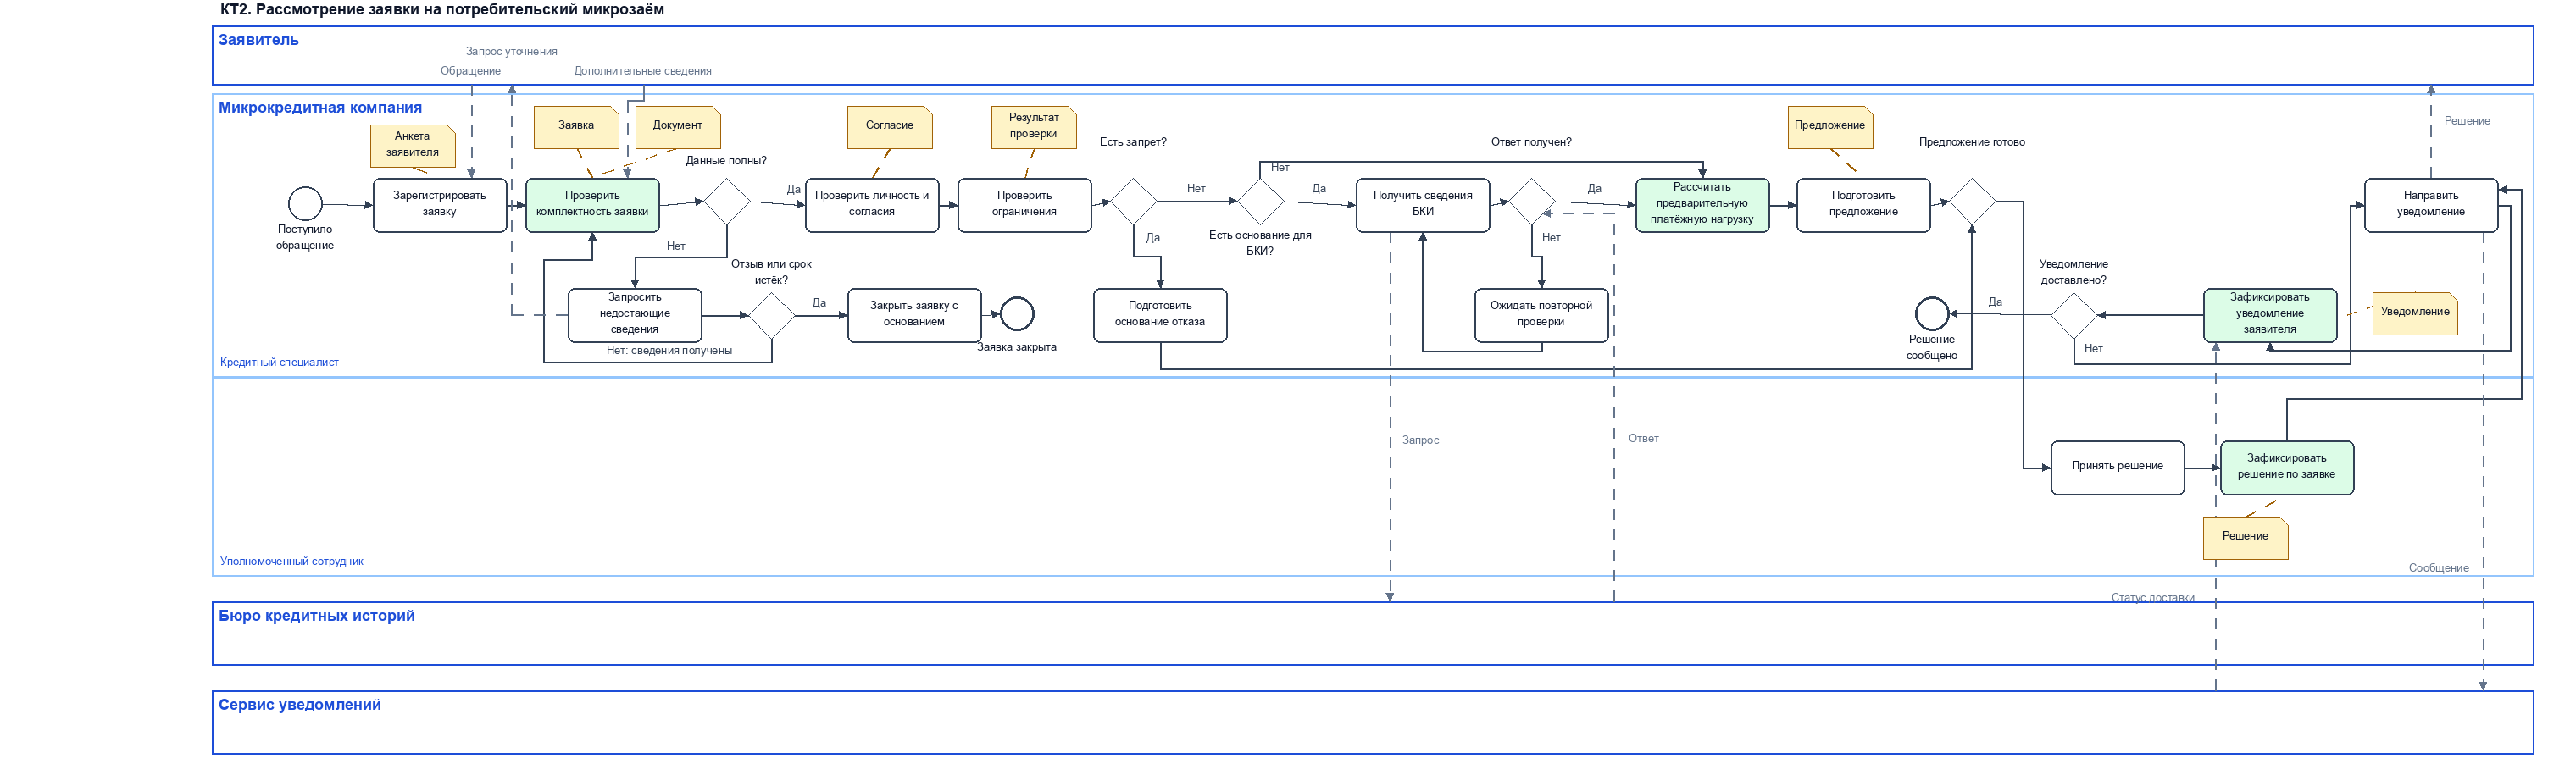 КТ2. Рассмотрение заявки на потребительский микрозаём
Заявитель
Запрос уточнения
Обращение
Дополнительные сведения
Микрокредитная компания
Анкета
заявителя
Заявка
Документ
Согласие
Результат
проверки
Предложение
Решение
Данные полны?
Есть запрет?
Ответ получен?
Предложение готово
Поступило
обращение
Зарегистрировать
заявку
Проверить
комплектность заявки
Да
Проверить личность и
согласия
Проверить
ограничения
Нет
Нет
Да
Есть основание для
БКИ?
Получить сведения
БКИ
Да
Рассчитать
предварительную
платёжную нагрузку
Подготовить
предложение
Направить
уведомление
Нет
Да
Нет
Отзыв или срок
истёк?
Запросить
недостающие
сведения
Да
Закрыть заявку с
основанием
Заявка закрыта
Нет: сведения получены
Подготовить
основание отказа
Ожидать повторной
проверки
Решение
сообщено
Да
Уведомление
доставлено?
Нет
Зафиксировать
уведомление
заявителя
Уведомление
Кредитный специалист
Запрос
Ответ
Принять решение
Зафиксировать
решение по заявке
Решение
Уполномоченный сотрудник
Сообщение
Статус доставки
Бюро кредитных историй
Сервис уведомлений